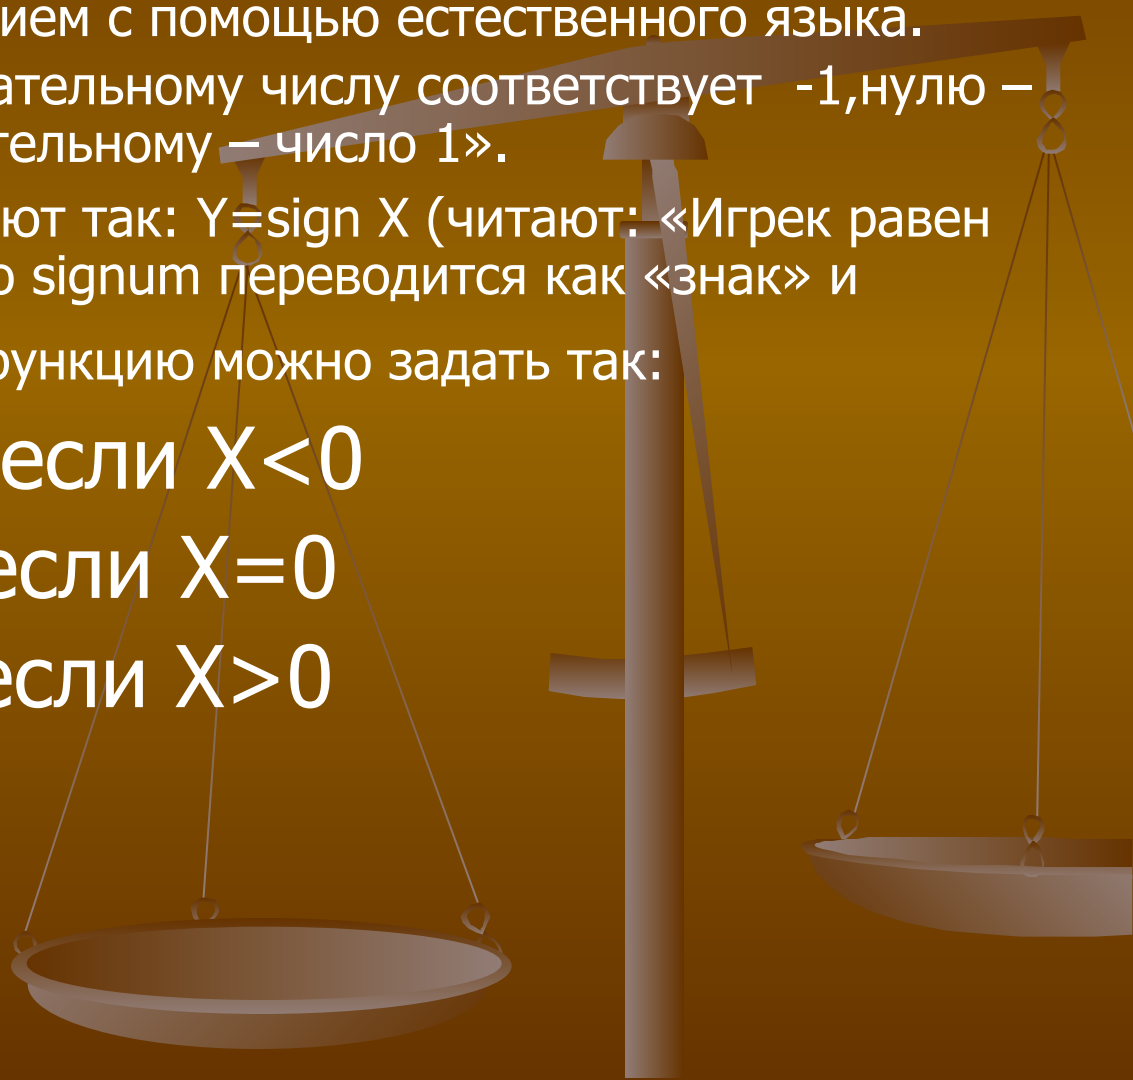 ием с помощью естественного языка.
ательному числу соответствует -1,нулю –
тельному – число 1».
ют так: Y=sign X (читают: «Игрек равен
о signum переводится как «знак» и
функцию можно задать так:
если X<0
если X=0
если X>0